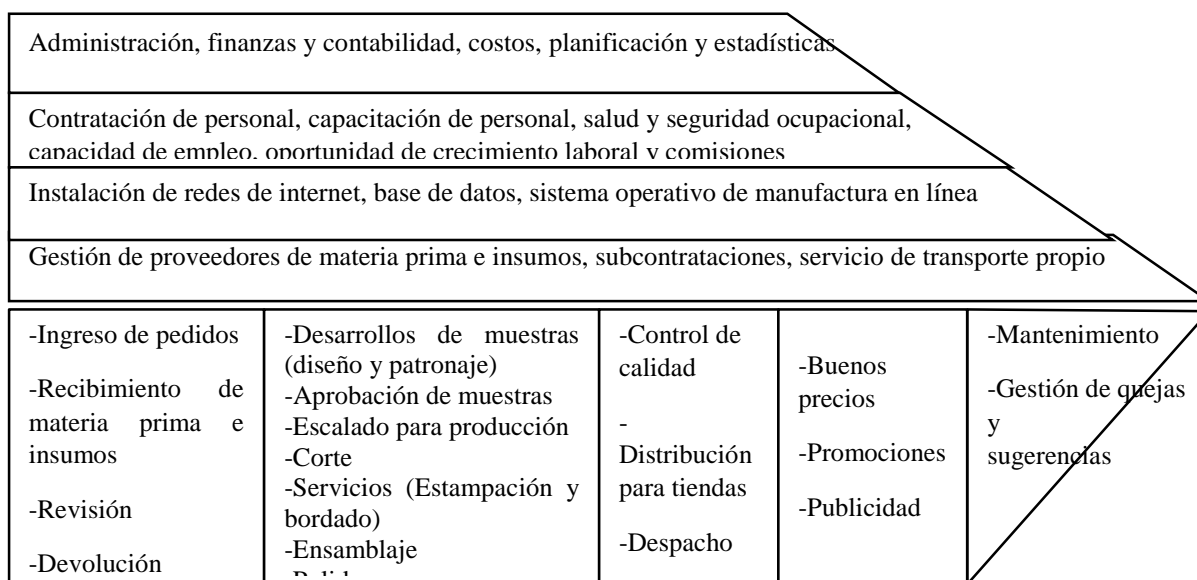 Administración, finanzas y contabilidad, costos, planificación y estadísticas
Contratación de personal, capacitación de personal, salud y seguridad ocupacional,
capacidad de empleo, oportunidad de crecimiento laboral y comisiones
Instalación de redes de internet, base de datos, sistema operativo de manufactura en línea
Gestión de proveedores de materia prima e insumos, subcontrataciones, servicio de transporte propio
-Ingreso de pedidos
-Recibimiento de
materia prima e
insumos
-Revisión
-Devolución
-Desarrollos de muestras
(diseño y patronaje)
-Aprobación de muestras
-Escalado para producción
-Corte
-Servicios (Estampación y
bordado)
-Ensamblaje
-Control de
calidad
-
Distribución
para tiendas
-Despacho
-Buenos
precios
-Promociones
-Publicidad
-Mantenimiento
-Gestión de quejas
y
sugerencias